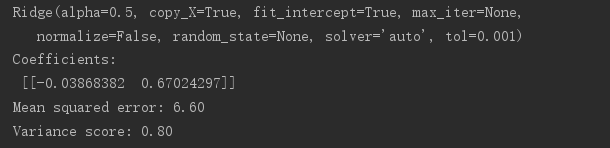 Ridge(alpha=0.5, copy_X=True, fit_intercept=True, max_iter=None,
normalize=False, random_state=None, solver='auto', tol=0.001)
Coefficients:
[[-0.03868382 0.67024297]]
Mean squared error: 6.60
Variance score: 0.80